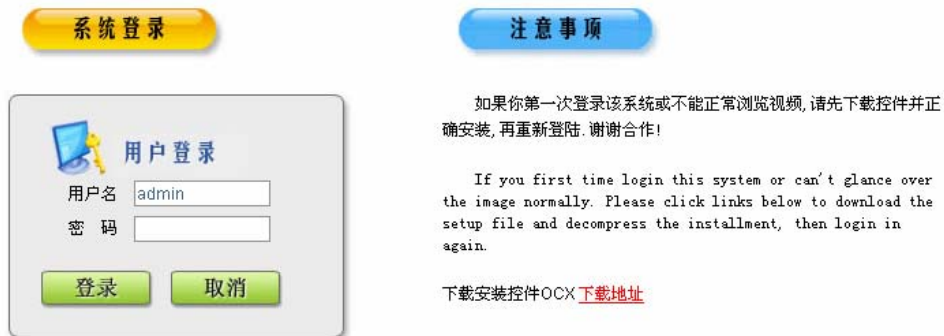 系统登录
用户登录
用户名 admin
密 码
登录 取消
注意事项
如果你第一次登录该系统或不能正常浏览视频,请先下载控件并正
确安装,再重新登陆.谢谢合作!
If you first time login this system or can't glance over
the image normally. Please click links below to download the
setup file and decompress the installment, then login in
again.
下载安装控件OCX 下载地址